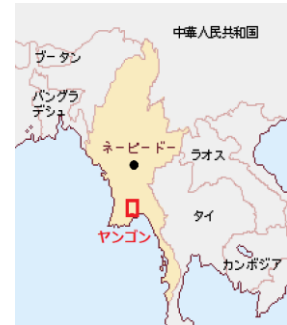 中華人民共和国
ブータン
バングラ
デシュ
ネーピードー
ラオス
タイ
ヤンゴン
カンボジア